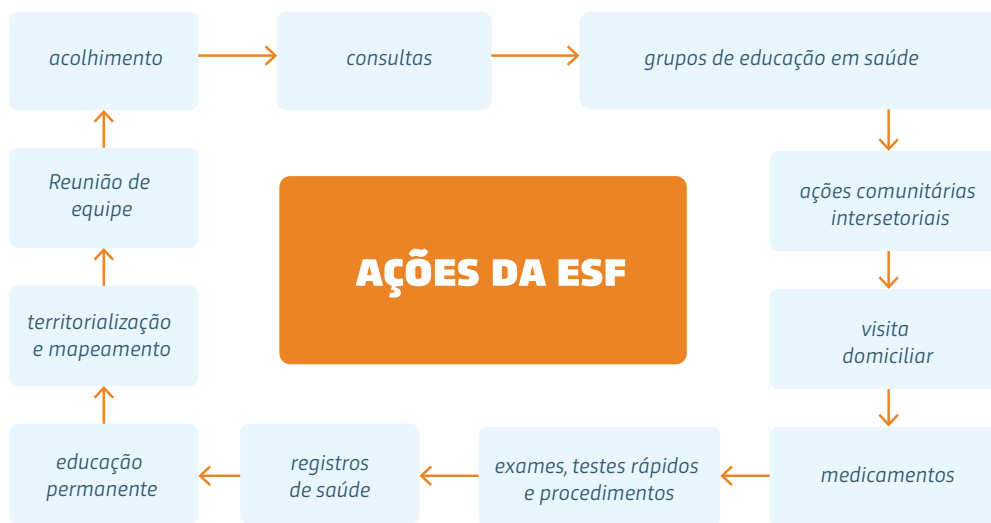 acolhimento
consultas
grupos de educação em saúde
ações comunitárias
intersetoriais
visita
domiciliar
medicamentos
exames, testes rápidos
e procedimentos
registros
de saúde
educação
permanente
territorialização
e mapeamento
Reunião de
equipe
AÇÕES DA ESF